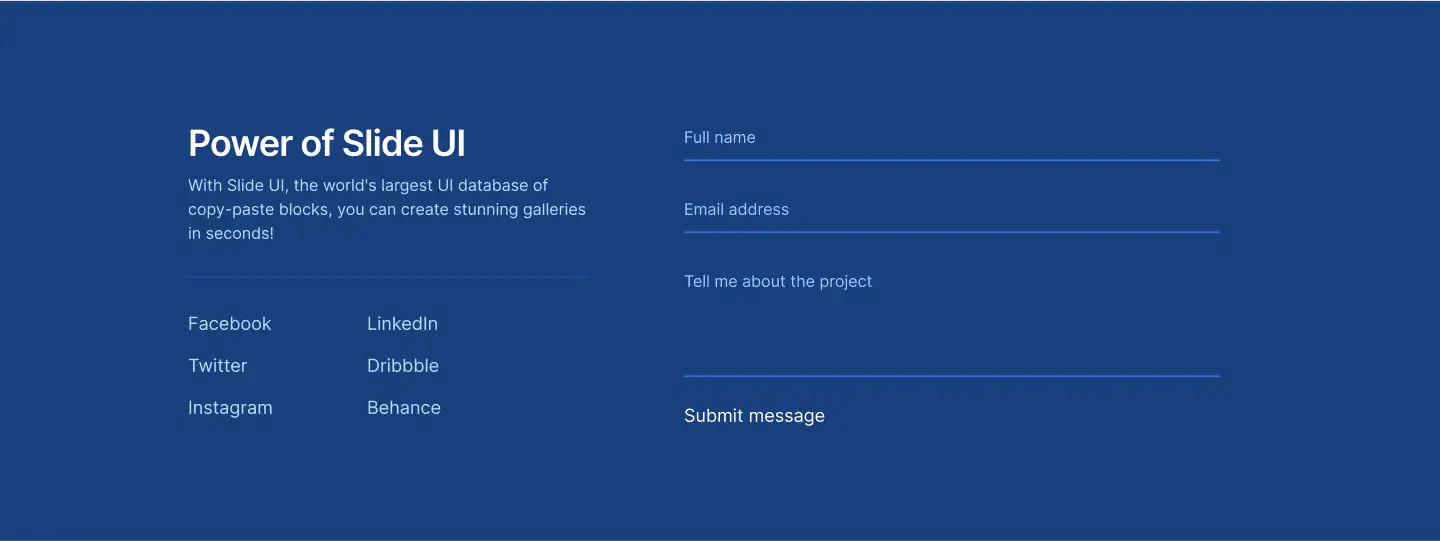 Power of Slide UI
With Slide UI, the world's largest UI database of
copy-paste blocks, you can create stunning galleries
in seconds!
Facebook
LinkedIn
Twitter
Dribbble
Instagram
Behance
Full name
Email address
Tell me about the project
Submit message